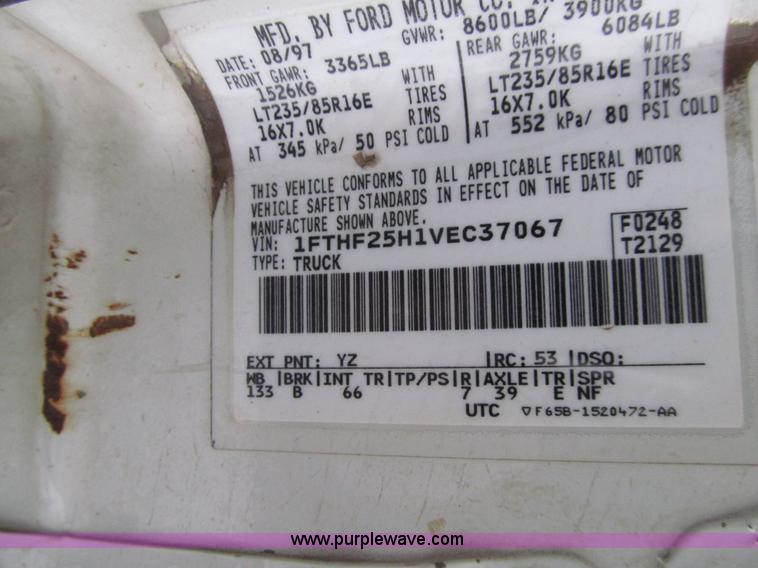 MFD. BY FORD MOTOR CO.
DATE: 08/97 GVWR: 8600LB/ 3900KG
FRONT GAWR: 3365LB REAR GAWR: 6084LB
1526KG WITH 2759KG WITH
LT235/85R16E TIRES LT235/85R16E TIRES
16X7.0K RIMS 16X7.0K RIMS
AT 345 kPa/ 50 PSI COLD AT 552 kPa/ 80 PSI COLD
THIS VEHICLE CONFORMS TO ALL APPLICABLE FEDERAL MOTOR
VEHICLE SAFETY STANDARDS IN EFFECT ON THE DATE OF
MANUFACTURE SHOWN ABOVE.
VIN: 1FTHF25H1VEC37067 F0248
TYPE: TRUCK T2129
EXT PNT: YZ |RC: 53 |DSO:
WB |BRK|INT TR|TP/PS|R|AXLE|TR|SPR
133 B 66 7 39 E NF
UTC ▽F65B-1520472-AA
www.purplewave.com